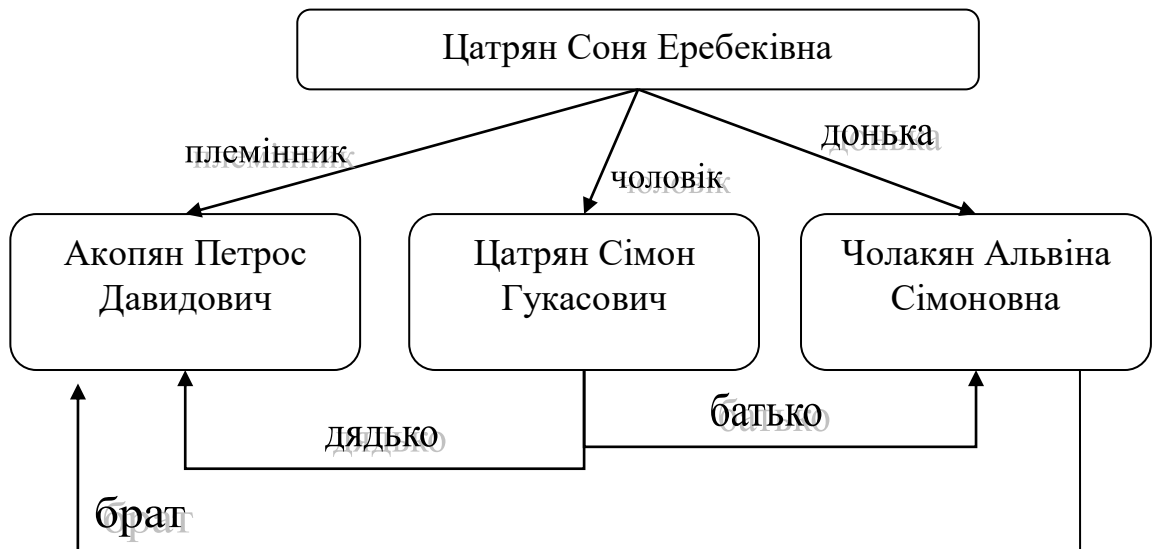 Цатрян Соня Еребеківна
племінник
чоловік
донька
Акопян Петрос
Давидович
Цатрян Сімон
Гукасович
Чолакян Альвіна
Сімоновна
дядько
батько
брат